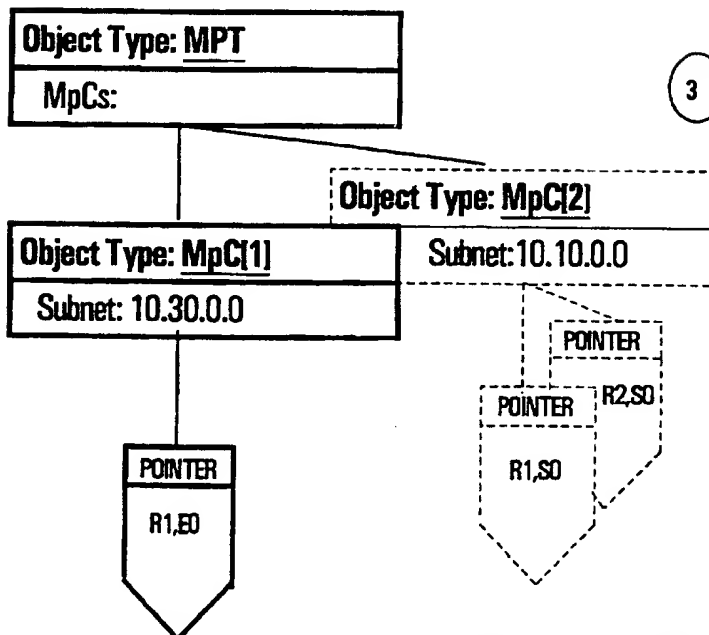 Object Type: MPT
MpCs:
3
Object Type: MpC[2]
Subnet:10.10.0.0
Object Type: MpC[1]
Subnet: 10.30.0.0
POINTER
R2,S0
POINTER
R1,S0
POINTER
R1,E0